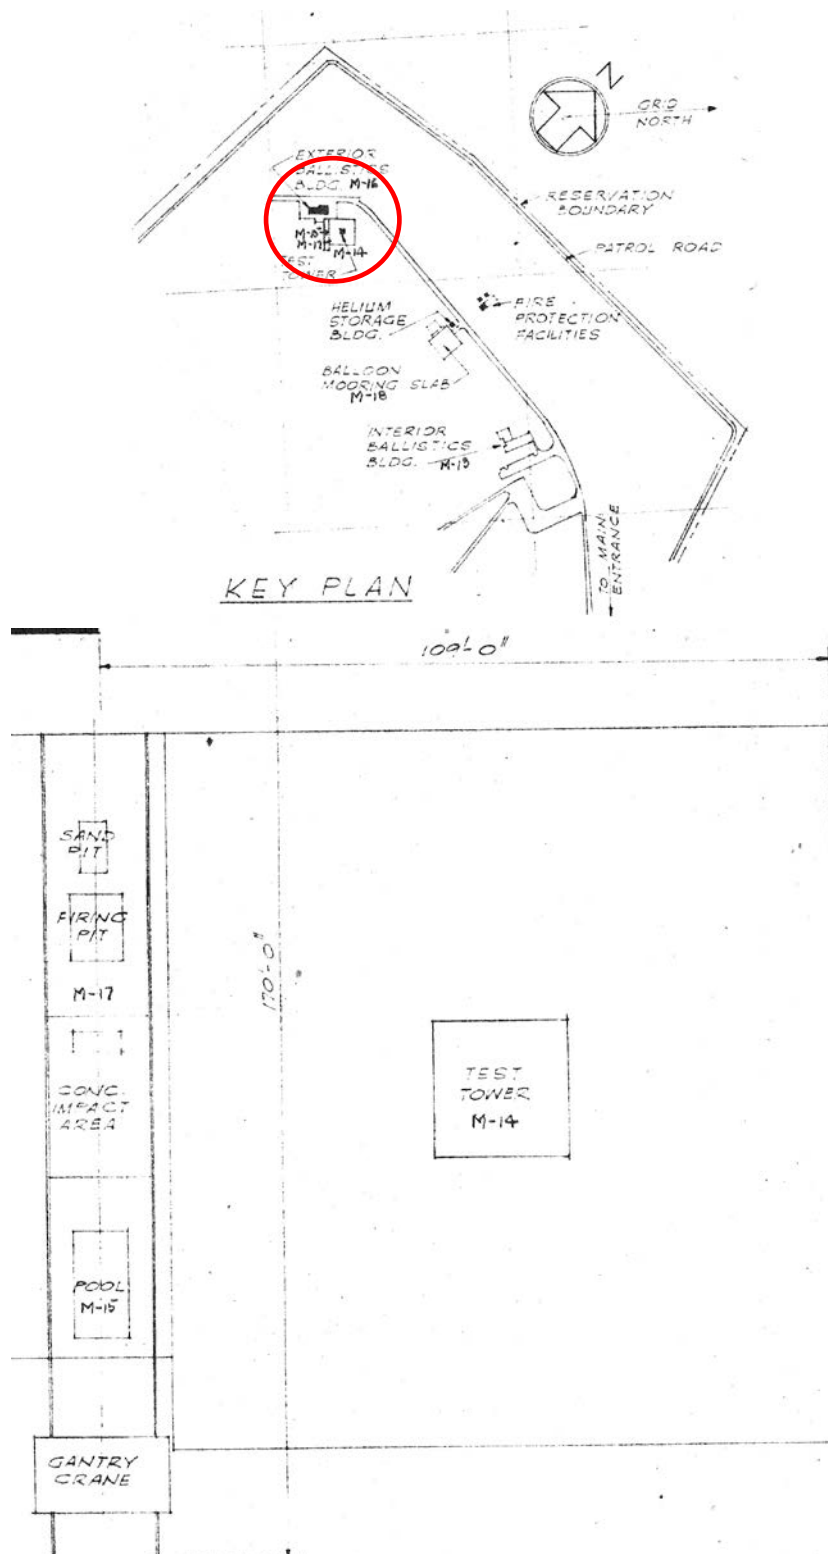 N
GRID
NORTH
EXTERIOR
BALLISTICS
BLDG. M-16
RESERVATION
BOUNDARY
M-15
M-17
M-14
TEST
TOWER
PATROL ROAD
HELIUM
STORAGE
BLDG.
FIRE
PROTECTION
FACILITIES
BALLOON
MOORING SLAB
M-18
INTERIOR
BALLISTICS
BLDG. M-13
TO MAIN
ENTRANCE
KEY PLAN
109'-0"
SAND
PIT
FIRING
PIT
M-17
170'-0"
CONC.
IMPACT
AREA
TEST
TOWER
M-14
POOL
M-15
GANTRY
CRANE